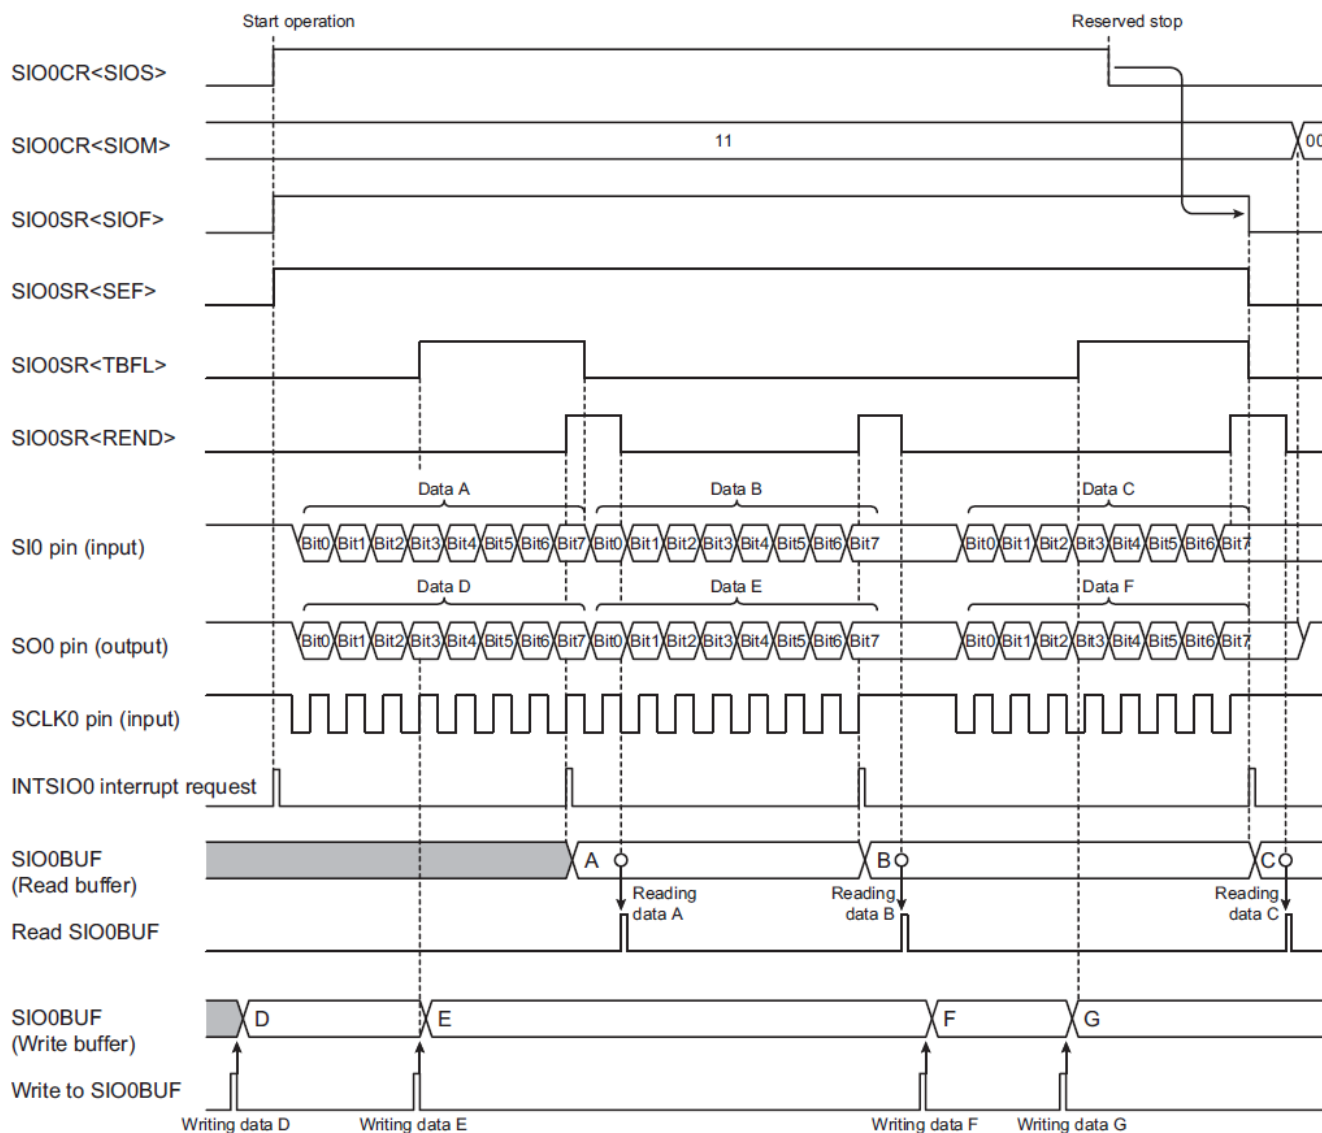 Start operation
Reserved stop
SIO0CR<SIOS>
SIO0CR<SIOM>
11
00
SIO0SR<SIOF>
SIO0SR<SEF>
SIO0SR<TBFL>
SIO0SR<REND>
Data A
Data B
Data C
SI0 pin (input)
Bit0 Bit1 Bit2 Bit3 Bit4 Bit5 Bit6 Bit7 Bit0 Bit1 Bit2 Bit3 Bit4 Bit5 Bit6 Bit7 Bit0 Bit1 Bit2 Bit3 Bit4 Bit5 Bit6 Bit7
Data D
Data E
Data F
SO0 pin (output)
Bit0 Bit1 Bit2 Bit3 Bit4 Bit5 Bit6 Bit7 Bit0 Bit1 Bit2 Bit3 Bit4 Bit5 Bit6 Bit7 Bit0 Bit1 Bit2 Bit3 Bit4 Bit5 Bit6 Bit7
SCLK0 pin (input)
INTSIO0 interrupt request
SIO0BUF
(Read buffer)
A
B
C
Reading
data A
Reading
data B
Reading
data C
Read SIO0BUF
SIO0BUF
(Write buffer)
D
E
F
G
Write to SIO0BUF
Writing data D
Writing data E
Writing data F
Writing data G